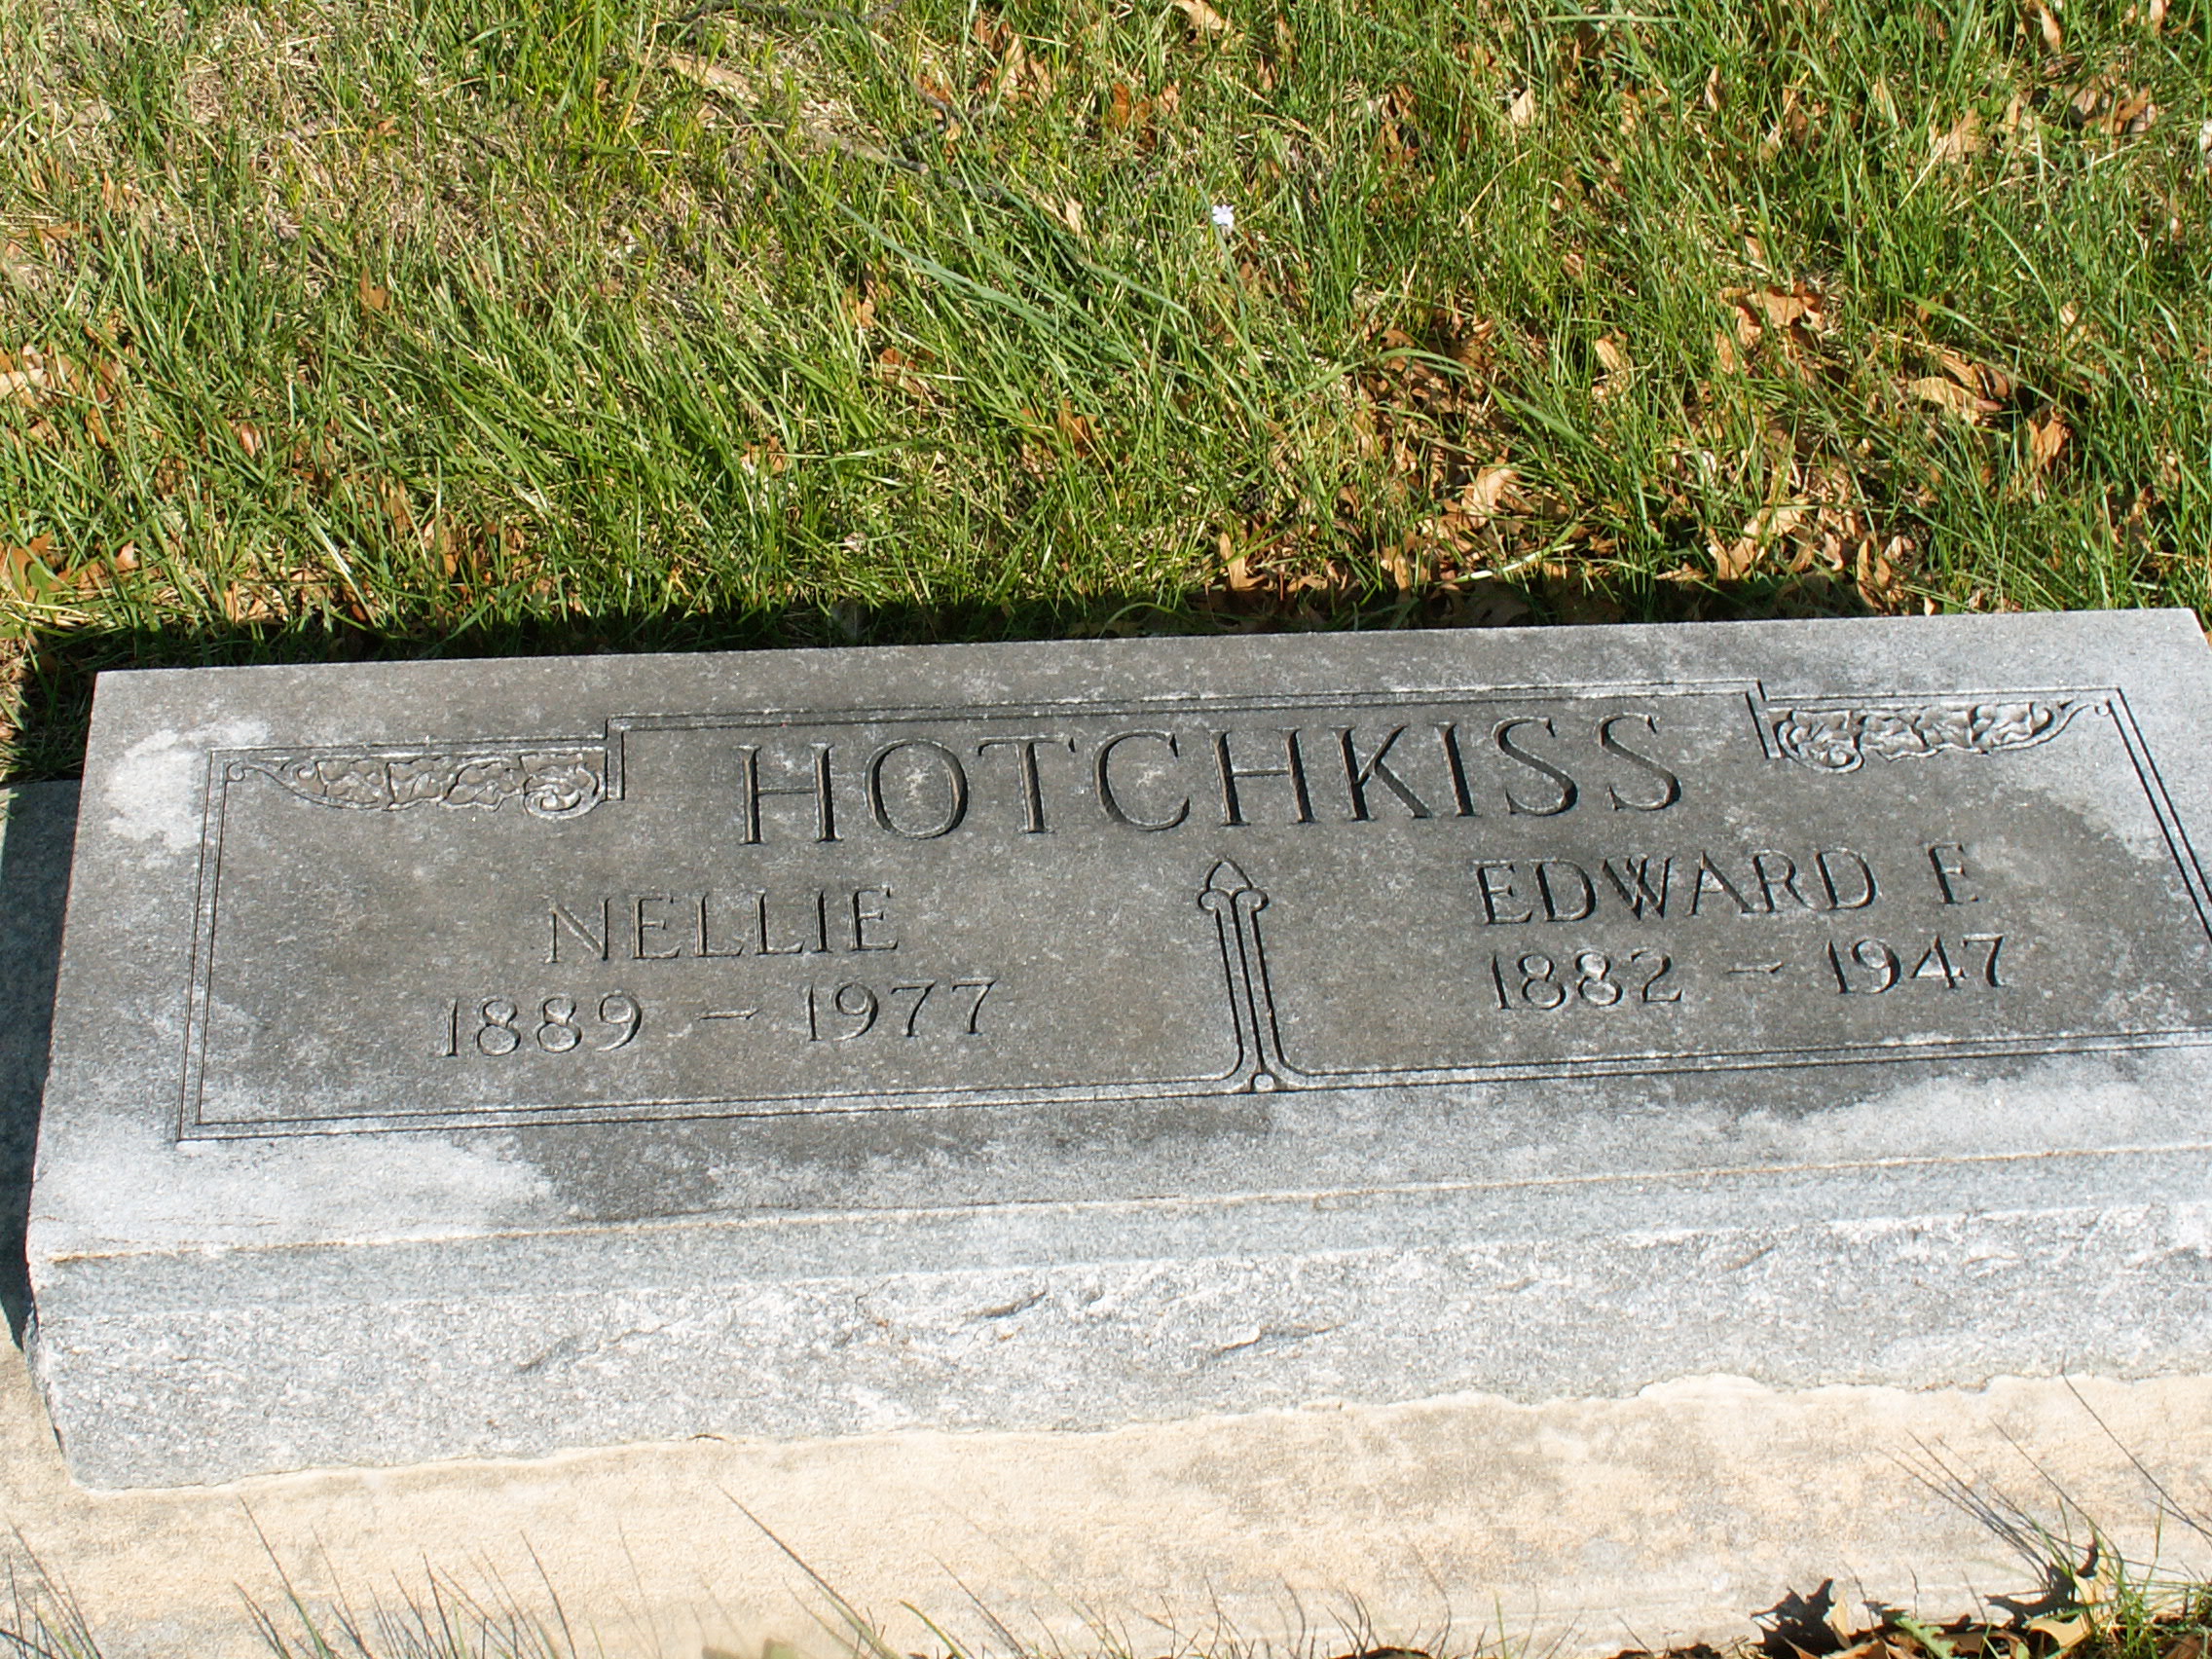 HOTCHKISS
NELLIE
1889 - 1977
EDWARD F.
1882 - 1947